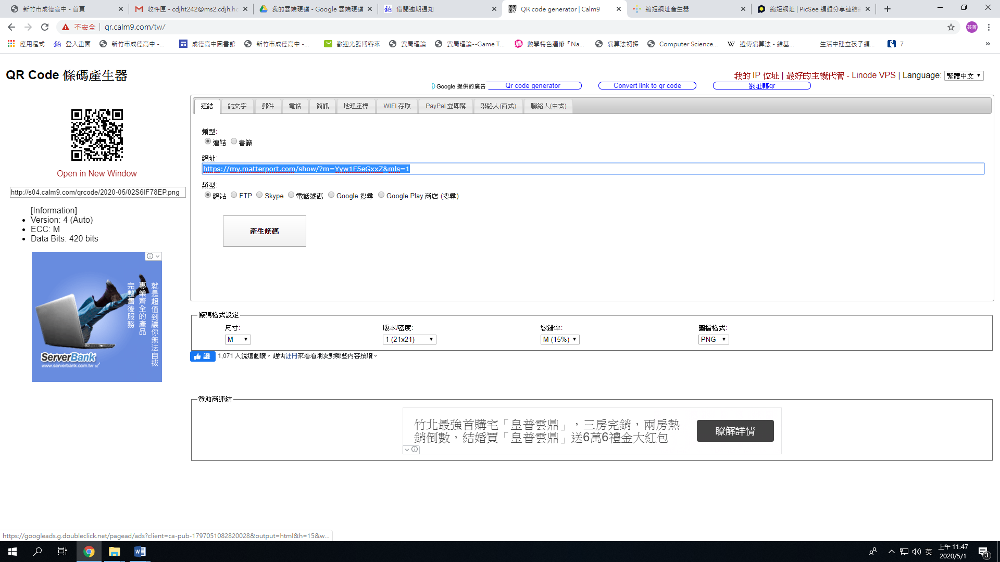 新竹市成德高中 - 首頁
收件匣 - cdjht242@ms2.cdjh.hc
我的雲端硬碟 - Google 雲端硬碟
借閱逾期通知
QR code generator | Calm9
縮短網址產生器
縮短網址 | PicSee 編輯分享連結
不安全
qr.calm9.com/tw/
應用程式
登入畫面
新竹市成德高中 -...
成德高中圖書館
新竹市成德高中 -...
歡迎光臨博客來
賽局理論
賽局理論--Game T...
數學特色選修『Na...
演算法初探
Computer Science...
遺傳演算法 - 維基...
生活中建立孩子編...
7
»
QR Code 條碼產生器
我的 IP 位址 | 最好的主機代管 - Linode VPS | Language: 繁體中文
Google 提供的廣告
Qr code generator
Convert link to qr code
網址轉qr
連結
純文字
郵件
電話
簡訊
地理座標
WIFI 存取
PayPal 立即購
聯絡人(西式)
聯絡人(中式)
Open in New Window
http://s04.calm9.com/qrcode/2020-05/02S6IF78EP.png
[Information]
Version: 4 (Auto)
ECC: M
Data Bits: 420 bits
類型:
連結 書籤
網址:
https://my.matterport.com/show/?m=Yyw1F5eGxxZ&mls=1
類型:
網站 FTP Skype 電話號碼 Google 搜尋 Google Play 商店 (搜尋)
產生條碼
就是超值到讓你無法自拔
專業齊全的產品
完整售後服務
ServerBank
www.serverbank.com.tw
條碼格式設定
尺寸:
M
版本/密度:
1 (21x21)
容錯率:
M (15%)
圖檔格式:
PNG
讚
1,071 人說這個讚。趕快註冊來看看朋友對哪些內容按讚。
贊助商連結
竹北最強首購宅「皇普雲鼎」，三房完銷，兩房熱
銷倒數，結婚買「皇普雲鼎」送6萬6禮金大紅包
瞭解詳情
https://googleads.g.doubleclick.net/pagead/ads?client=ca-pub-1797051082820028&output=html&h=15&w...
英
上午 11:47
2020/5/1
3